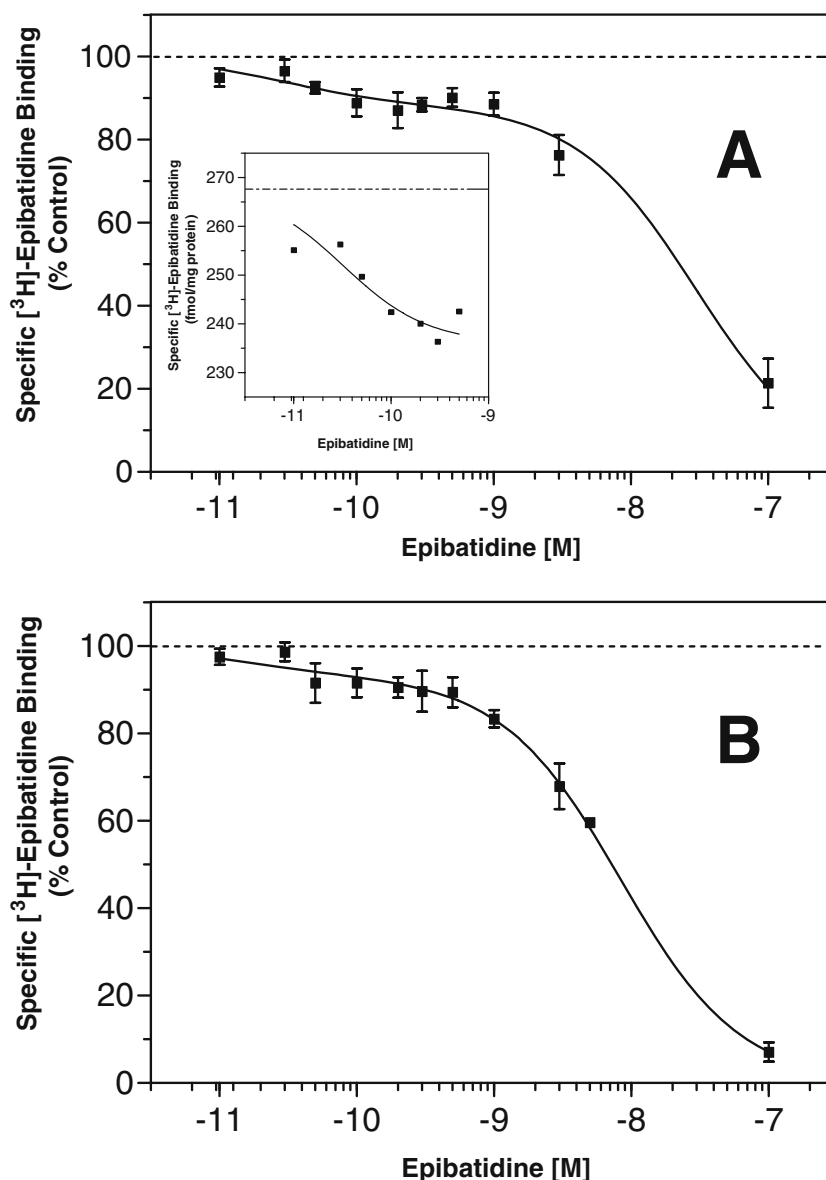 100
80
60
40
20
0
Specific [³H]-Epibatidine Binding
(% Control)
A
270
260
250
240
230
Specific [³H]-Epibatidine Binding
(fmol/mg protein)
-11
-10
-9
Epibatidine [M]
-11
-10
-9
-8
-7
Epibatidine [M]
100
80
60
40
20
0
Specific [³H]-Epibatidine Binding
(% Control)
B
-11
-10
-9
-8
-7
Epibatidine [M]